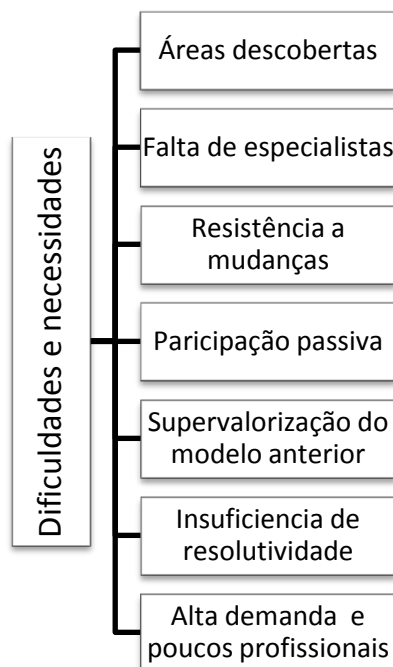 Dificuldades e necessidades
Áreas descobertas
Falta de especialistas
Resistência a
mudanças
Paricipação passiva
Supervalorização do
modelo anterior
Insuficiencia de
resolutividade
Alta demanda  e
poucos profissionais